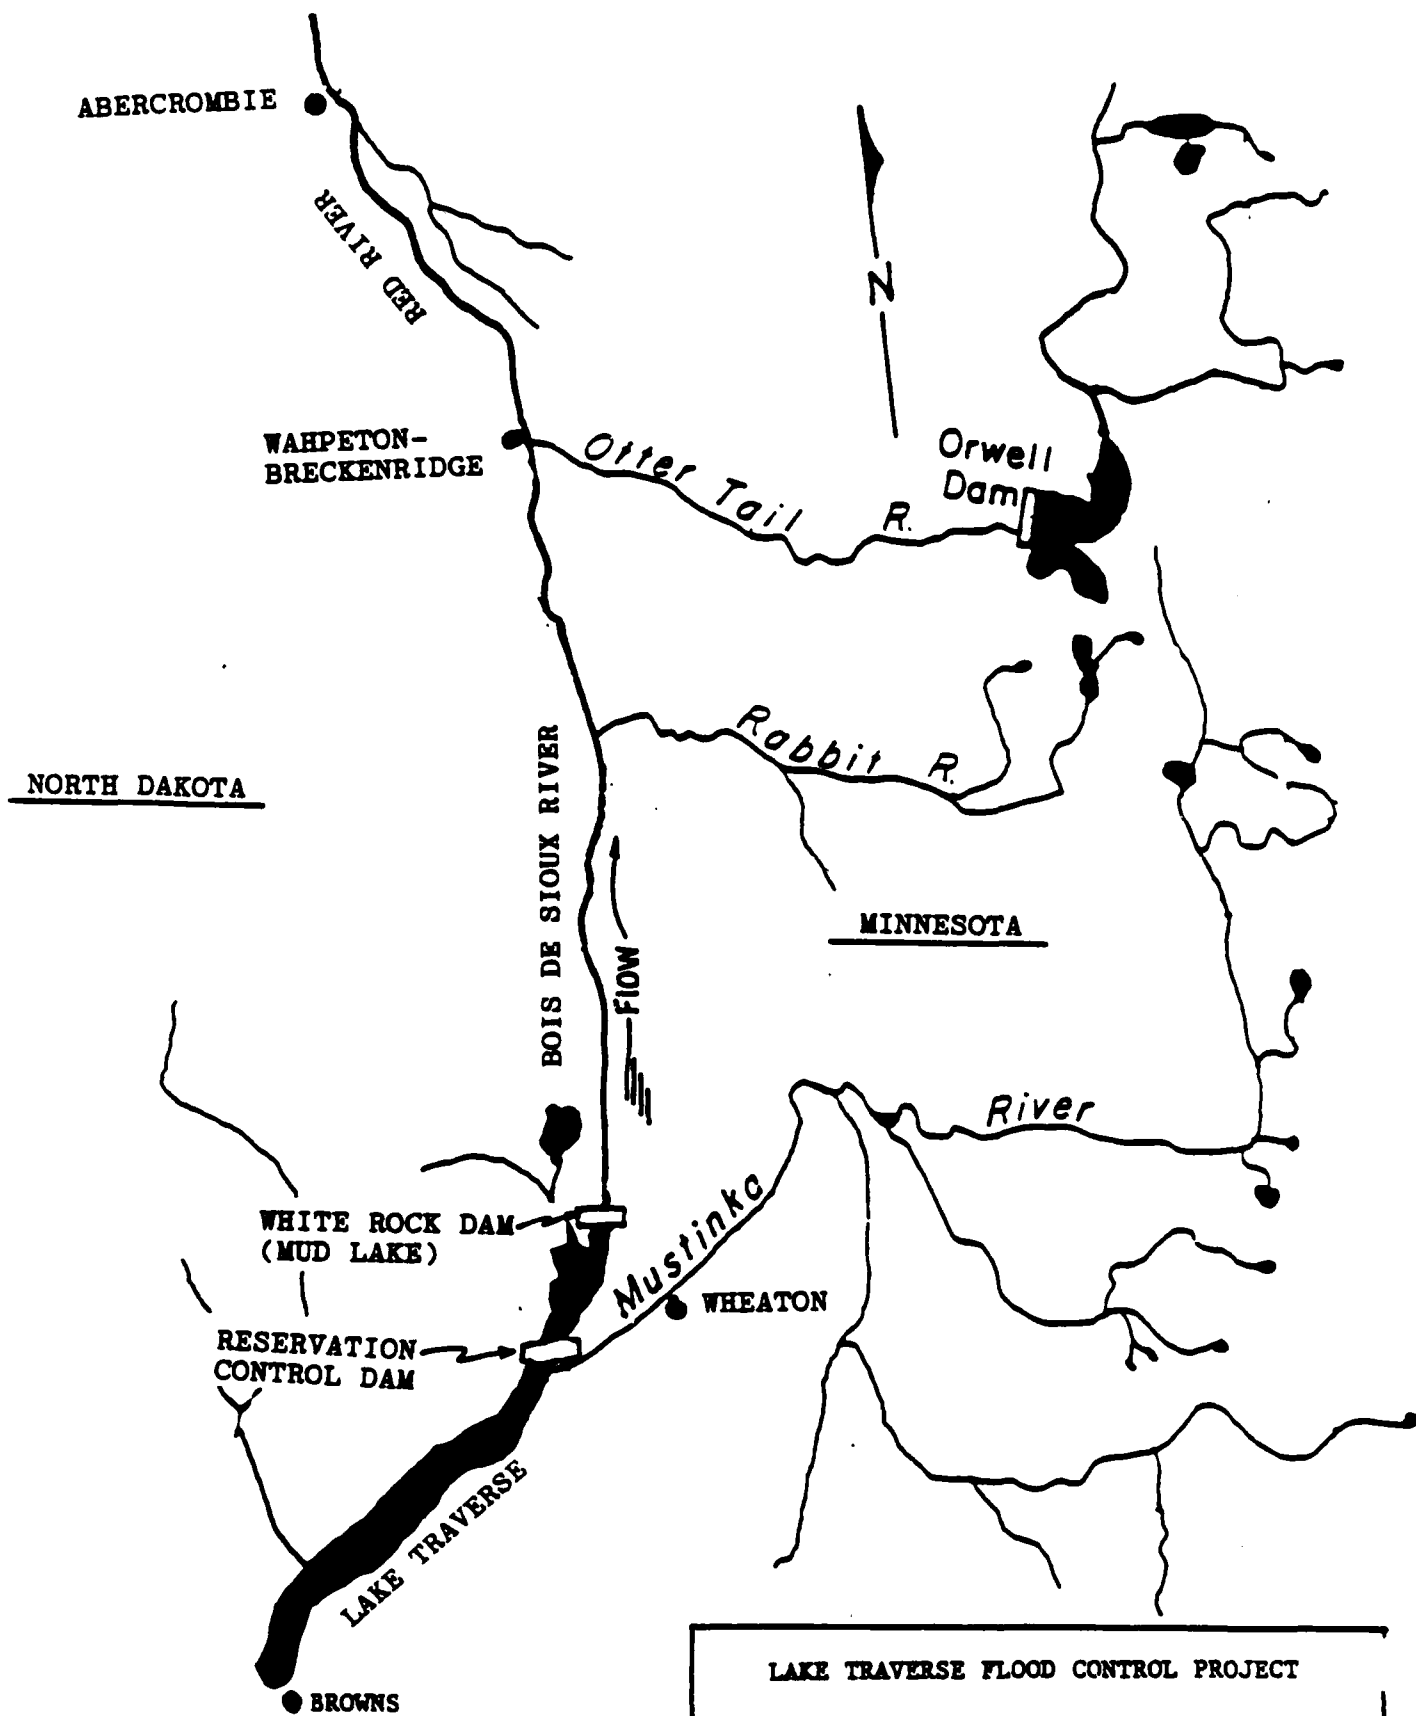 ABERCROMBIE
RED RIVER
N
WAHPETON-
BRECKENRIDGE
Otter Tail R.
Orwell
Dam
Rabbit R.
NORTH DAKOTA
BOIS DE SIOUX RIVER
MINNESOTA
Flow
River
Mustinka
WHITE ROCK DAM
(MUD LAKE)
WHEATON
RESERVATION
CONTROL DAM
LAKE TRAVERSE
LAKE TRAVERSE FLOOD CONTROL PROJECT
BROWNS